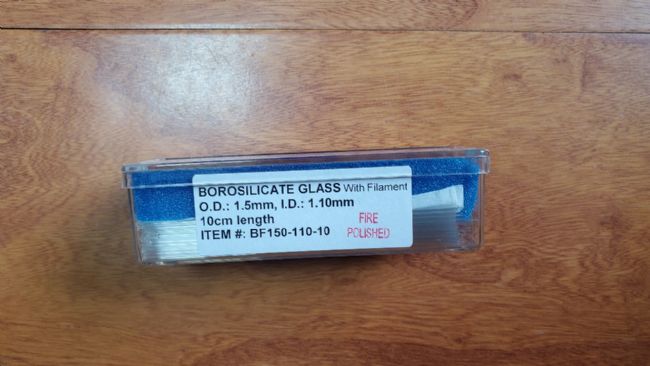 BOROSILICATE GLASS With Filament
O.D.: 1.5mm, I.D.: 1.10mm
10cm length
ITEM #: BF150-110-10
FIRE
POLISHED